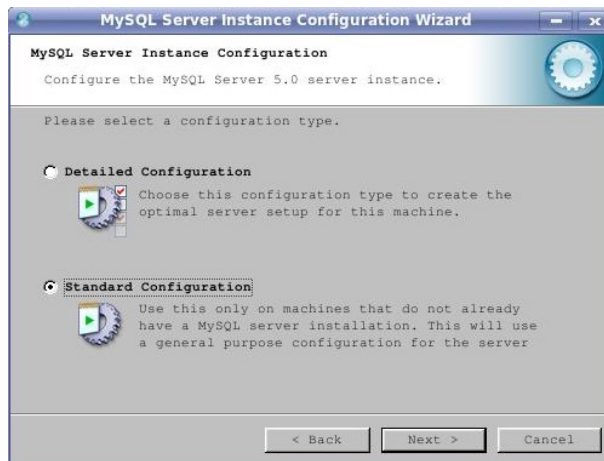 MySQL Server Instance Configuration Wizard
MySQL Server Instance Configuration
Configure the MySQL Server 5.0 server instance.
Please select a configuration type.
Detailed Configuration
Choose this configuration type to create the
optimal server setup for this machine.
Standard Configuration
Use this only on machines that do not already
have a MySQL server installation. This will use
a general purpose configuration for the server
< Back
Next >
Cancel